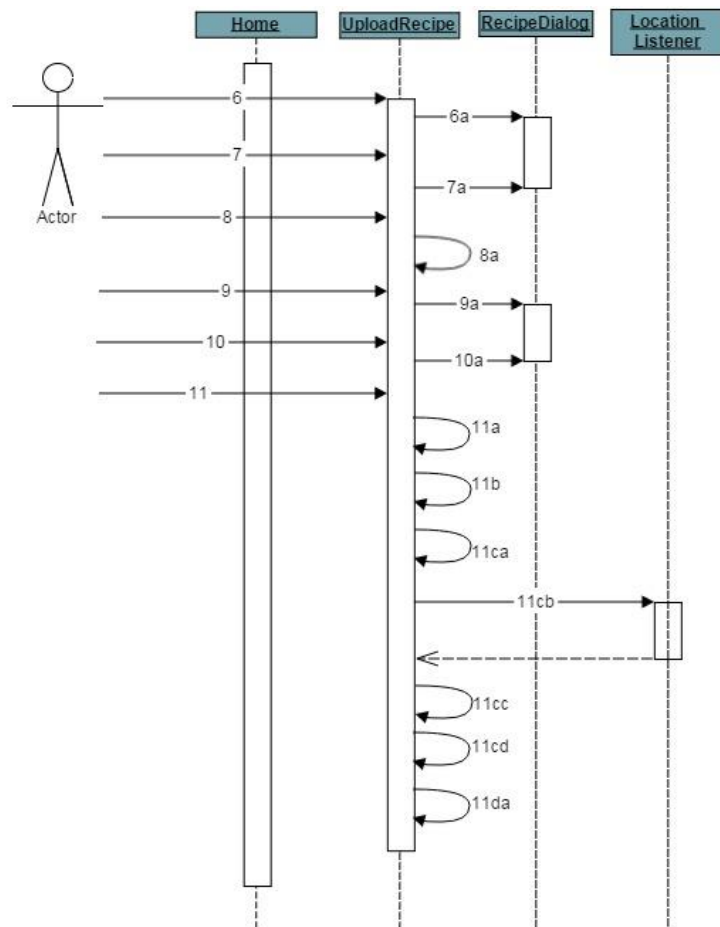 Home
UploadRecipe
RecipeDialog
Location
Listener
Actor
6
6a
7
7a
8
8a
9
9a
10
10a
11
11a
11b
11ca
11cb
11cc
11cd
11da